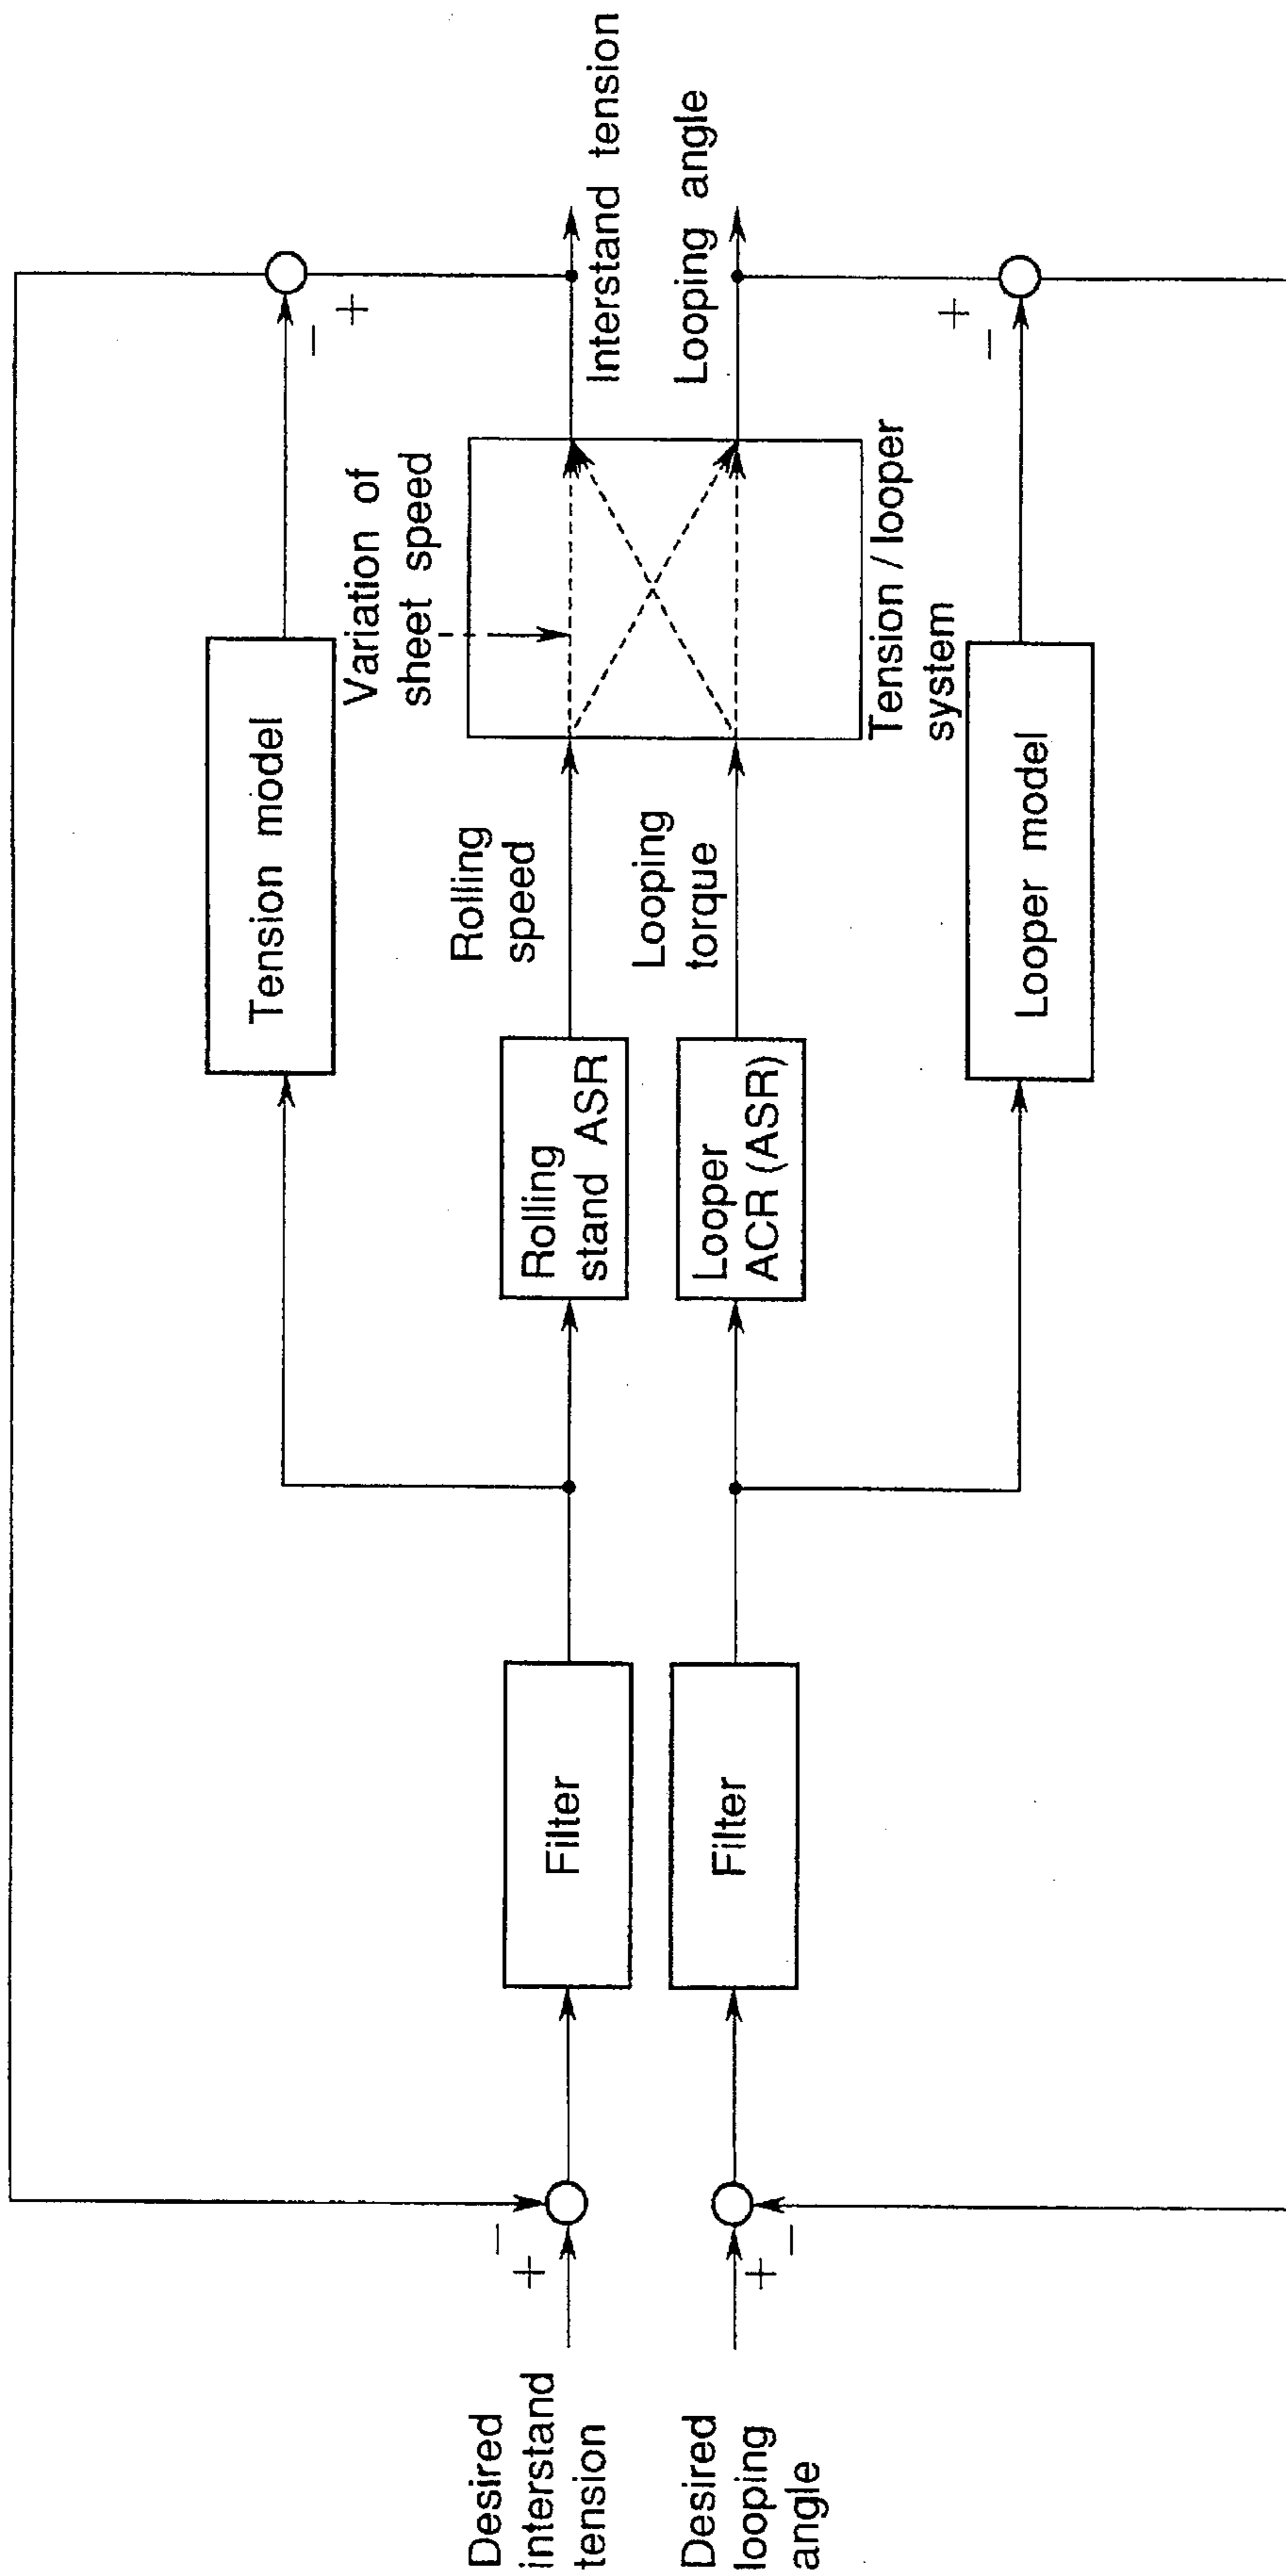 Desired
interstand
tension
Desired
looping
angle
−
+
+
−
Filter
Filter
Rolling
stand ASR
Looper
ACR (ASR)
Tension model
Looper model
Rolling
speed
Looping
torque
Variation of
sheet speed
Tension / looper
system
−
+
+
−
Interstand tension
Looping angle